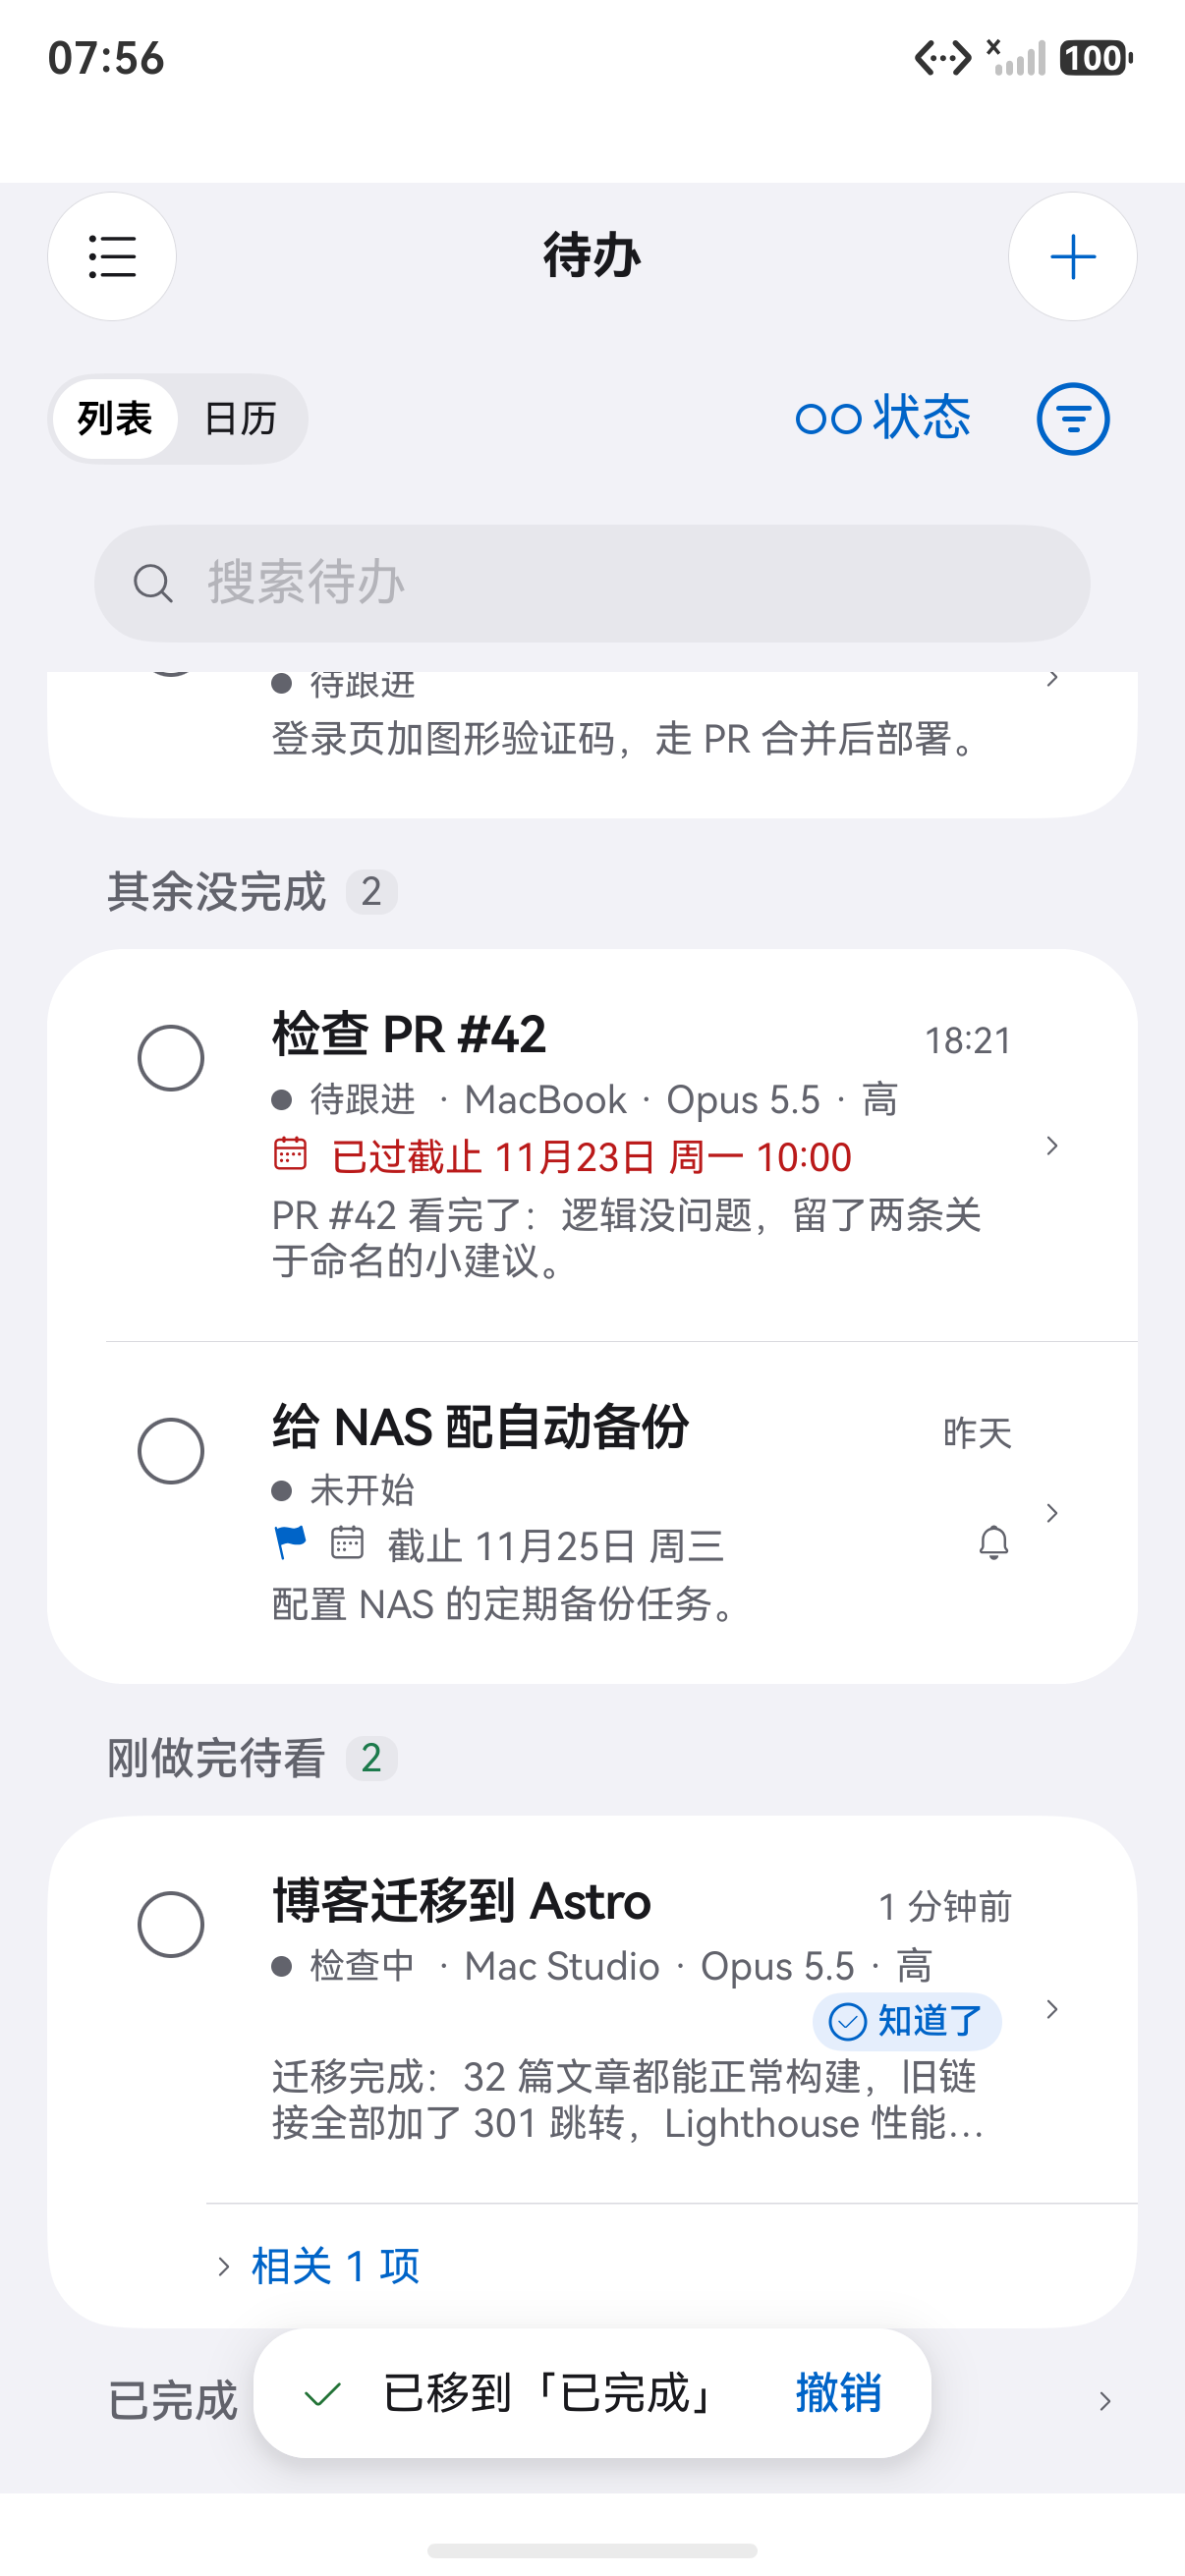 07:56
100
待办
列表 日历 状态
搜索待办
待跟进
登录页加图形验证码，走 PR 合并后部署。
其余没完成 2
检查 PR #42 18:21
待跟进 · MacBook · Opus 5.5 · 高
已过截止 11月23日 周一 10:00
PR #42 看完了：逻辑没问题，留了两条关
于命名的小建议。
给 NAS 配自动备份 昨天
未开始
截止 11月25日 周三
配置 NAS 的定期备份任务。
刚做完待看 2
博客迁移到 Astro 1 分钟前
检查中 · Mac Studio · Opus 5.5 · 高
知道了
迁移完成：32 篇文章都能正常构建，旧链
接全部加了 301 跳转，Lighthouse 性能…
相关 1 项
已完成
已移到「已完成」 撤销